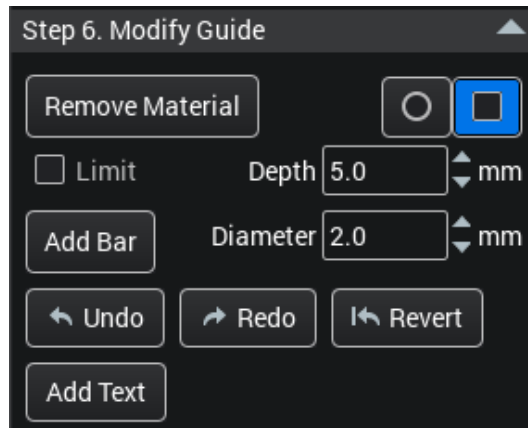 Step 6. Modify Guide
Remove Material
Limit Depth 5.0 mm
Add Bar Diameter 2.0 mm
Undo Redo Revert
Add Text